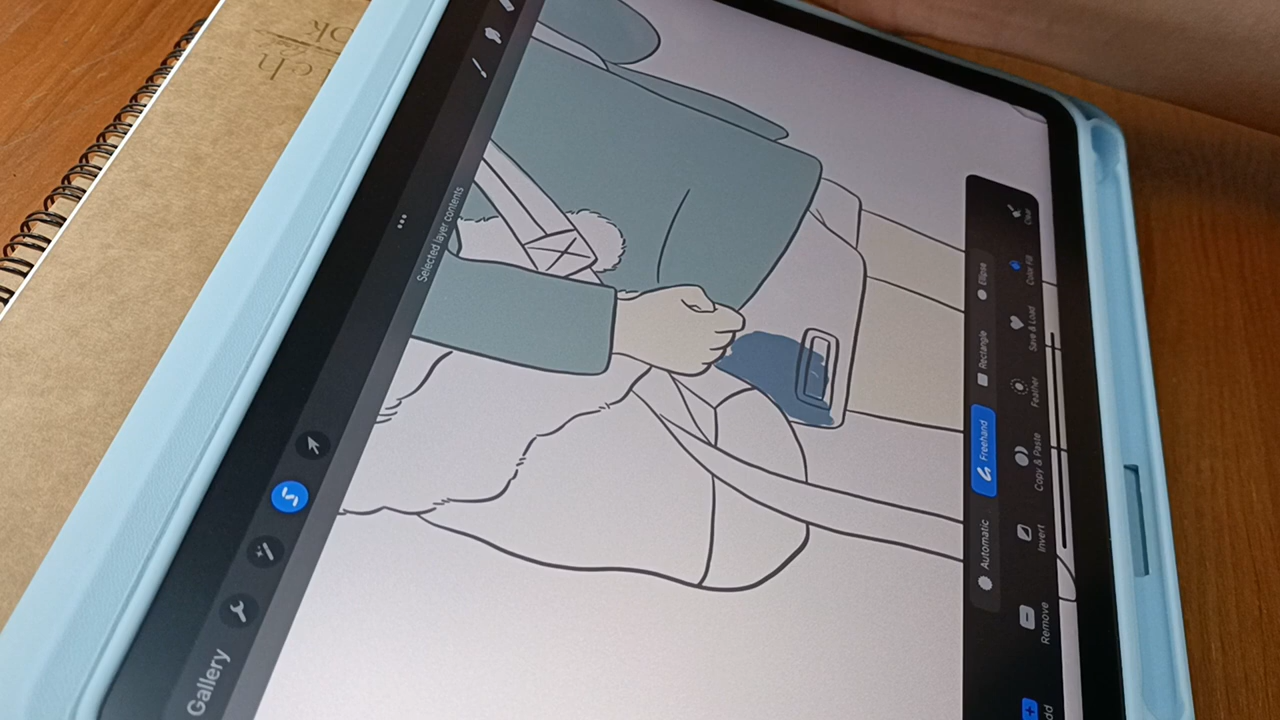 Gallery
Selected layer contents
Automatic
Freehand
Rectangle
Ellipse
Remove
Invert
Copy & Paste
Feather
Save & Load
Color Fill
Clear